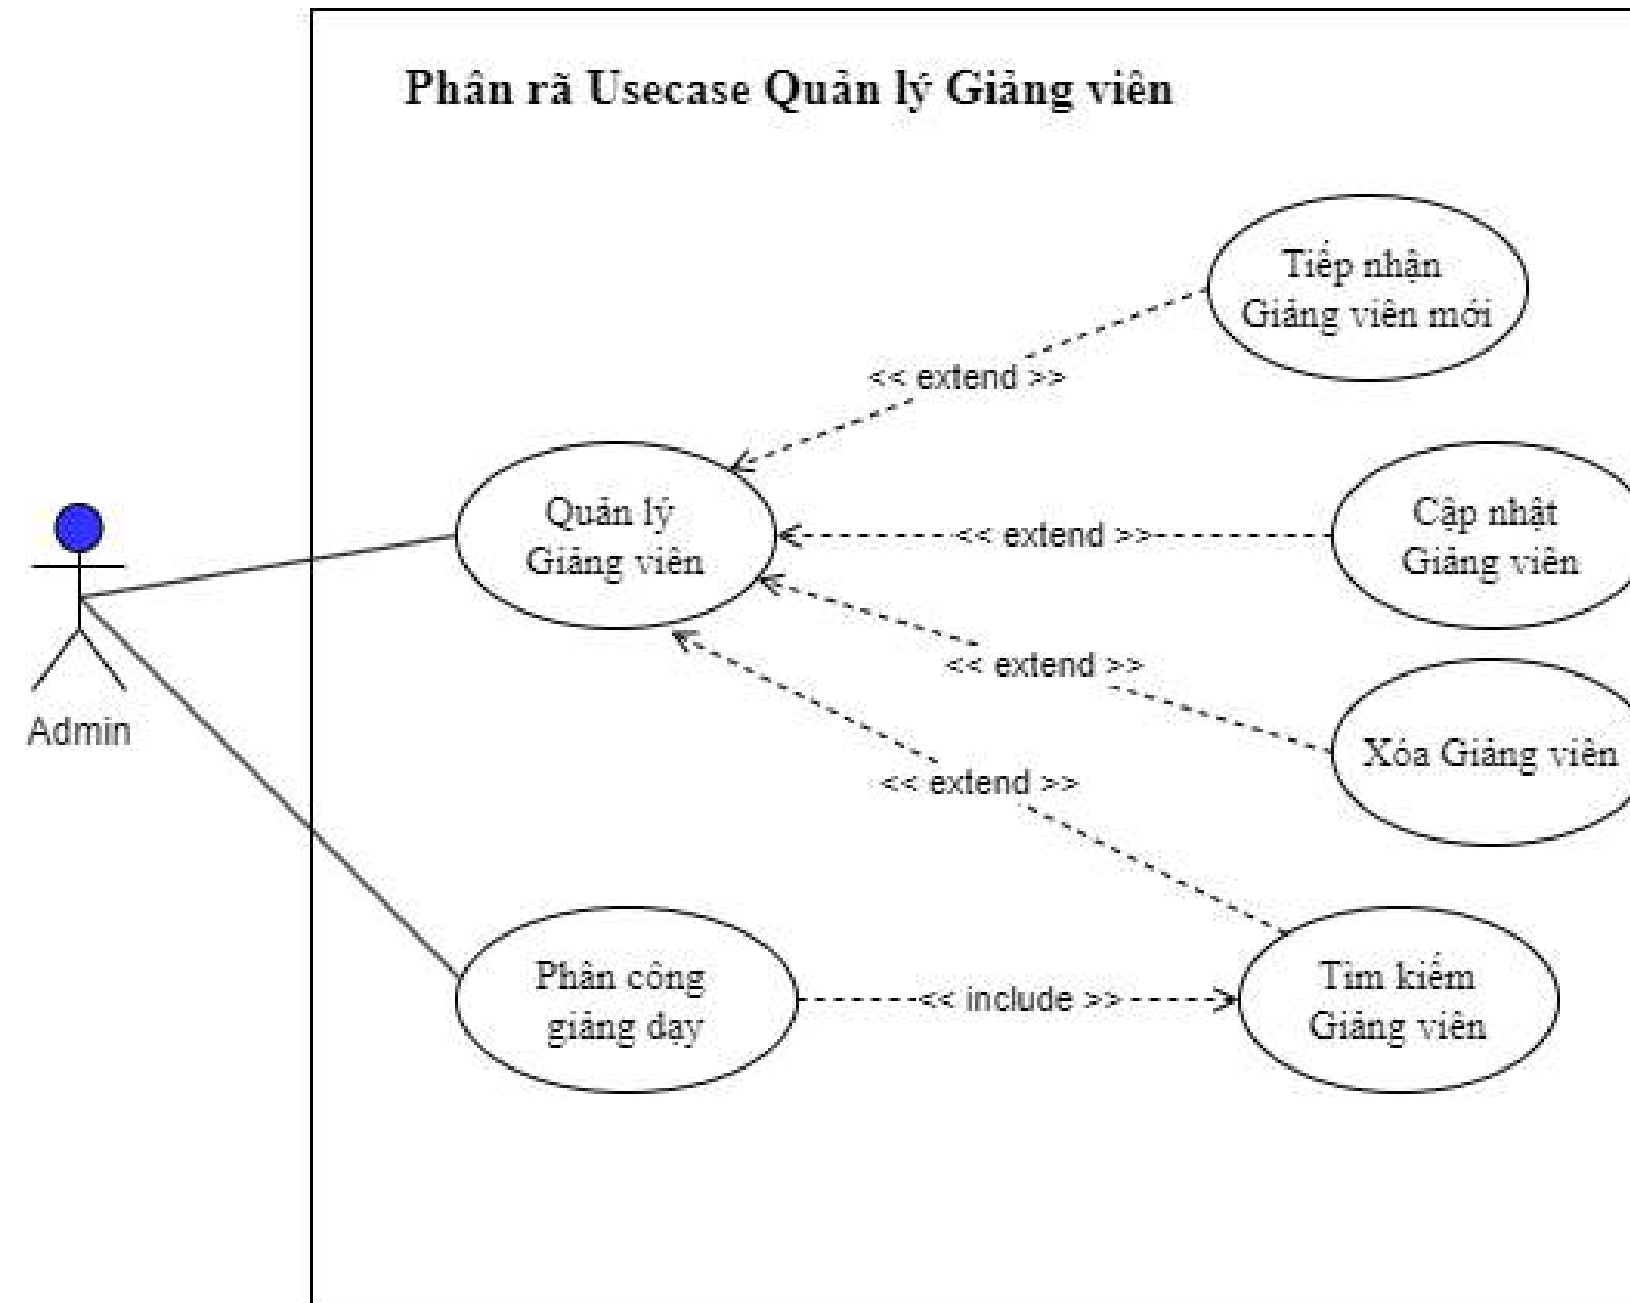 Phân rã Usecase Quản lý Giảng viên
Tiếp nhận
Giảng viên mới
<< extend >>
Quản lý
Giảng viên
<< extend >>
Cập nhật
Giảng viên
<< extend >>
Xóa Giảng viên
Admin
<< extend >>
Phân công
giảng dạy
<< include >>
Tìm kiếm
Giảng viên